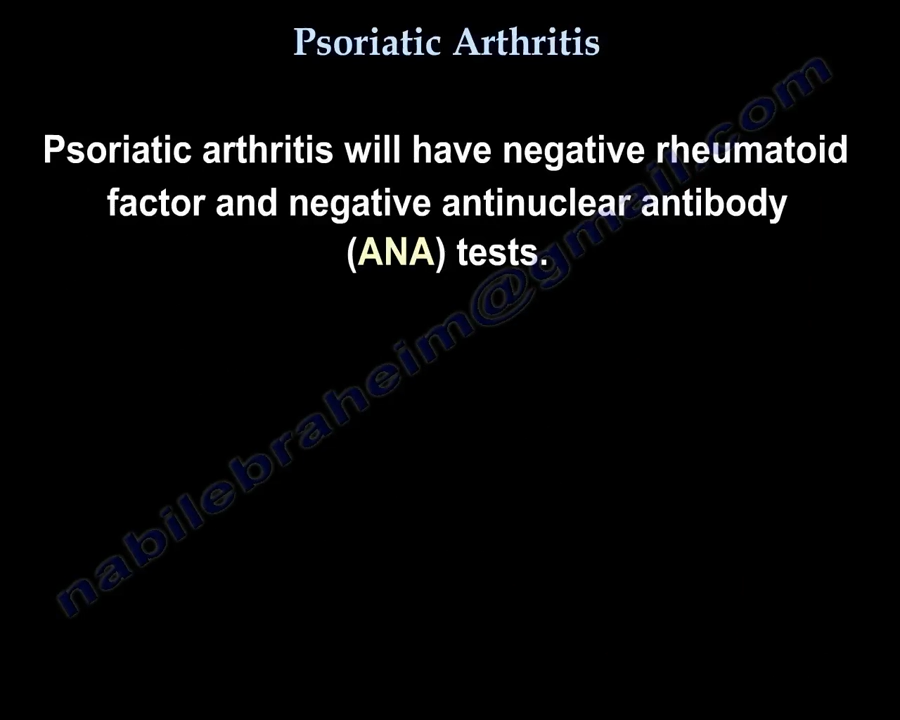 Psoriatic Arthritis
Psoriatic arthritis will have negative rheumatoid
factor and negative antinuclear antibody
(ANA) tests.
nabilebraheim@gmail.com